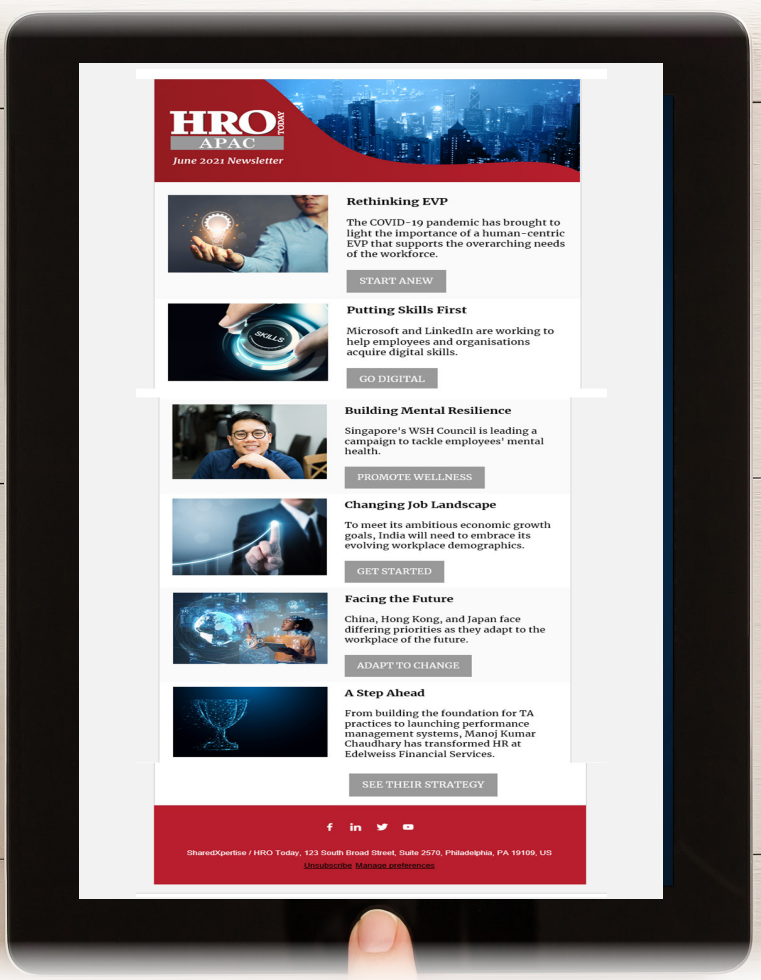 HRO TODAY
APAC
June 2021 Newsletter
Rethinking EVP
The COVID-19 pandemic has brought to
light the importance of a human-centric
EVP that supports the overarching needs
of the workforce.
START ANEW
SKILLS
Putting Skills First
Microsoft and LinkedIn are working to
help employees and organisations
acquire digital skills.
GO DIGITAL
Building Mental Resilience
Singapore's WSH Council is leading a
campaign to tackle employees' mental
health.
PROMOTE WELLNESS
Changing Job Landscape
To meet its ambitious economic growth
goals, India will need to embrace its
evolving workplace demographics.
GET STARTED
Facing the Future
China, Hong Kong, and Japan face
differing priorities as they adapt to the
workplace of the future.
ADAPT TO CHANGE
A Step Ahead
From building the foundation for TA
practices to launching performance
management systems, Manoj Kumar
Chaudhary has transformed HR at
Edelweiss Financial Services.
SEE THEIR STRATEGY
f in
SharedXpertise / HRO Today, 123 South Broad Street, Suite 2570, Philadelphia, PA 19109, US
Unsubscribe Manage preferences